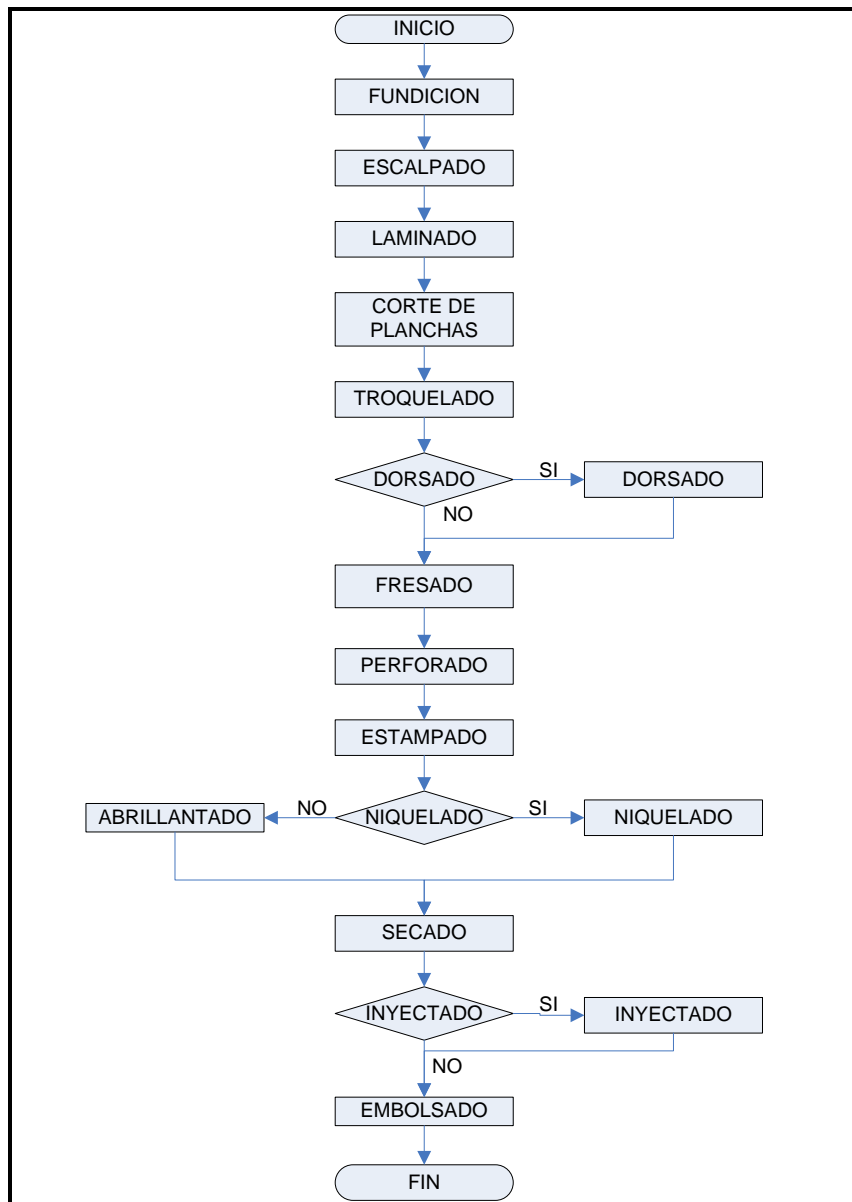 INICIO
FUNDICION
ESCALPADO
LAMINADO
CORTE DE
PLANCHAS
TROQUELADO
DORSADO
SI
DORSADO
NO
FRESADO
PERFORADO
ESTAMPADO
ABRILLANTADO
NO
NIQUELADO
SI
NIQUELADO
SECADO
INYECTADO
SI
INYECTADO
NO
EMBOLSADO
FIN